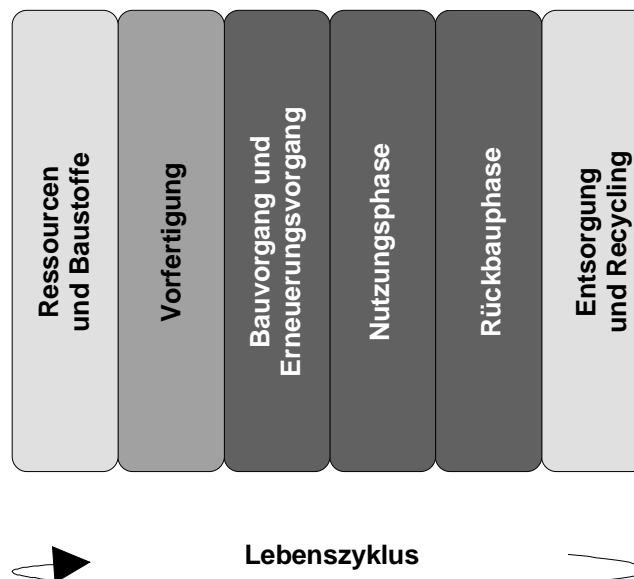 Ressourcen
und Baustoffe
Vorfertigung
Bauvorgang und
Erneuerungsvorgang
Nutzungsphase
Rückbauphase
Entsorgung
und Recycling
Lebenszyklus